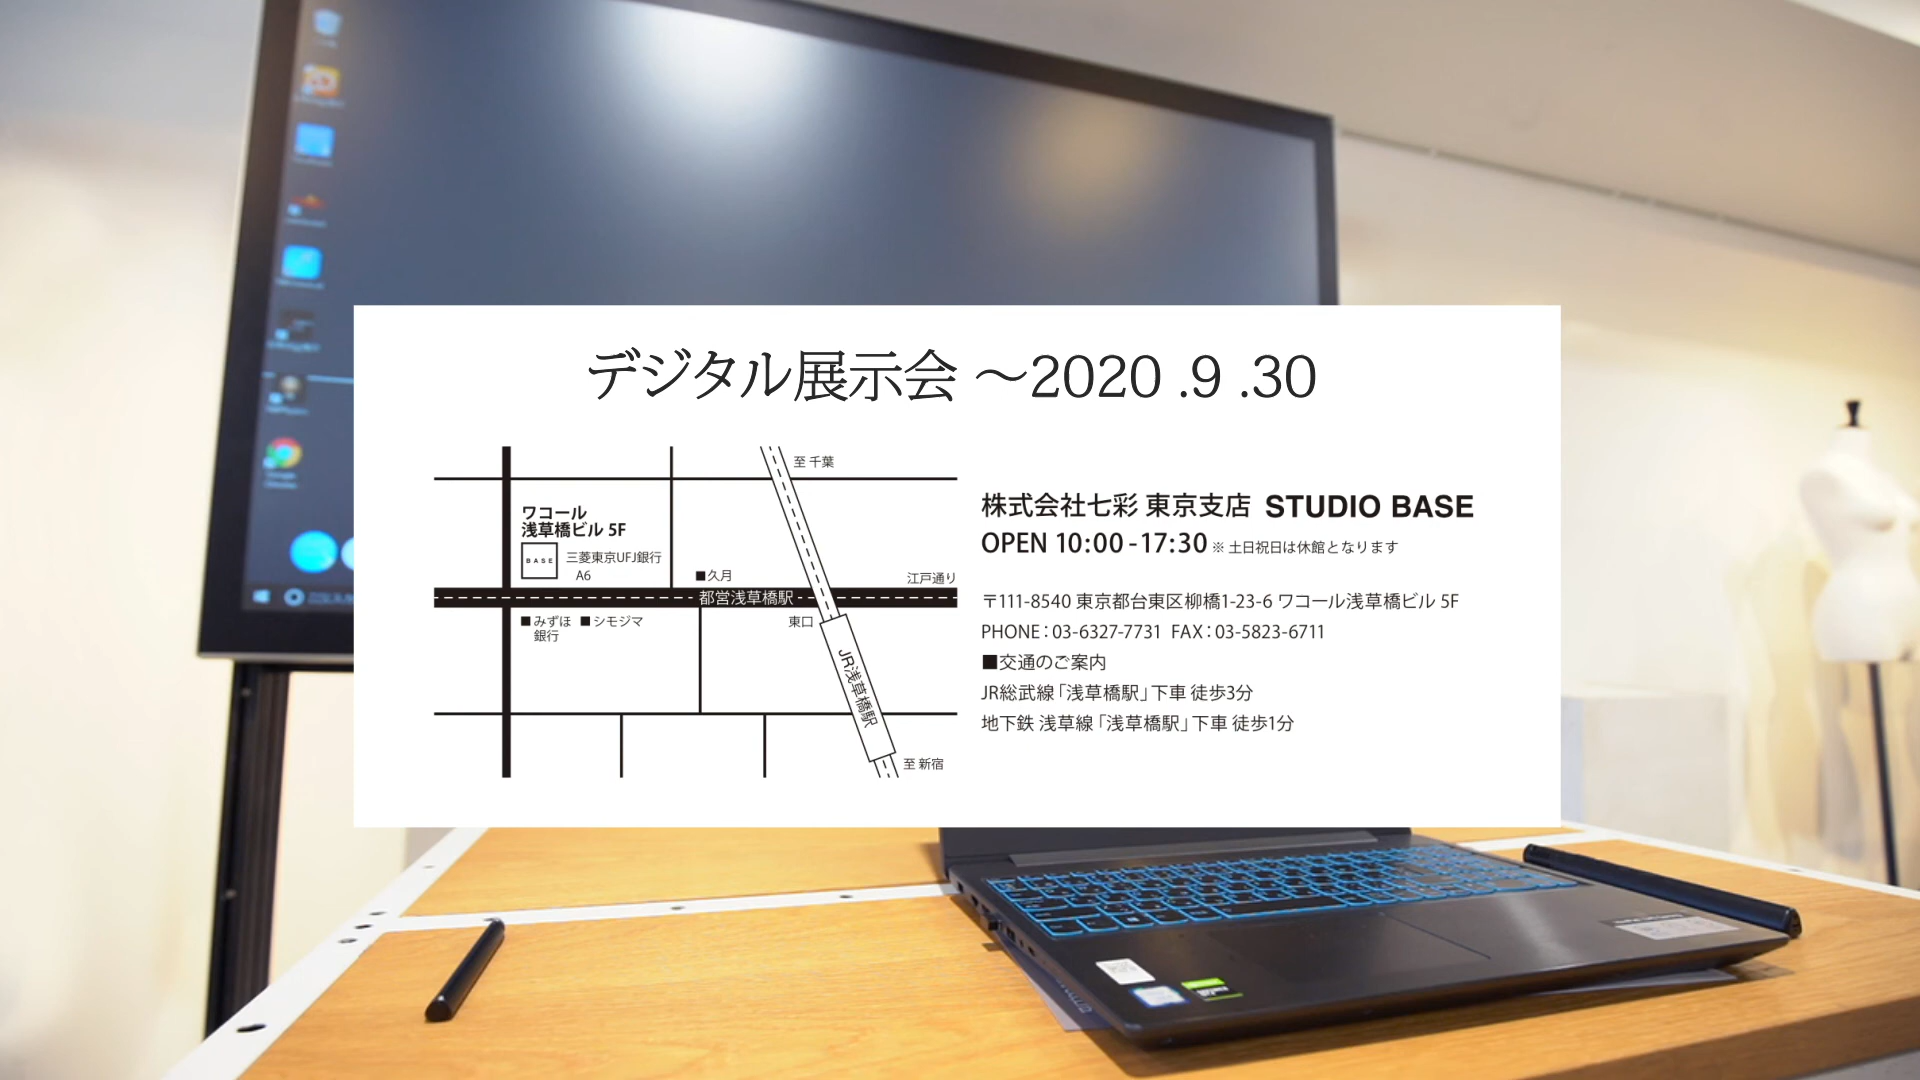 デジタル展示会 ～2020 .9 .30
至 千葉
ワコール
浅草橋ビル 5F
BASE
三菱東京UFJ銀行
A6
■久月
江戸通り
都営浅草橋駅
■みずほ
銀行
■シモジマ
東口
JR浅草橋駅
至 新宿
株式会社七彩 東京支店 STUDIO BASE
OPEN 10:00-17:30 ※ 土日祝日は休館となります
〒111-8540 東京都台東区柳橋1-23-6 ワコール浅草橋ビル 5F
PHONE：03-6327-7731 FAX：03-5823-6711
■交通のご案内
JR総武線「浅草橋駅」下車 徒歩3分
地下鉄 浅草線「浅草橋駅」下車 徒歩1分